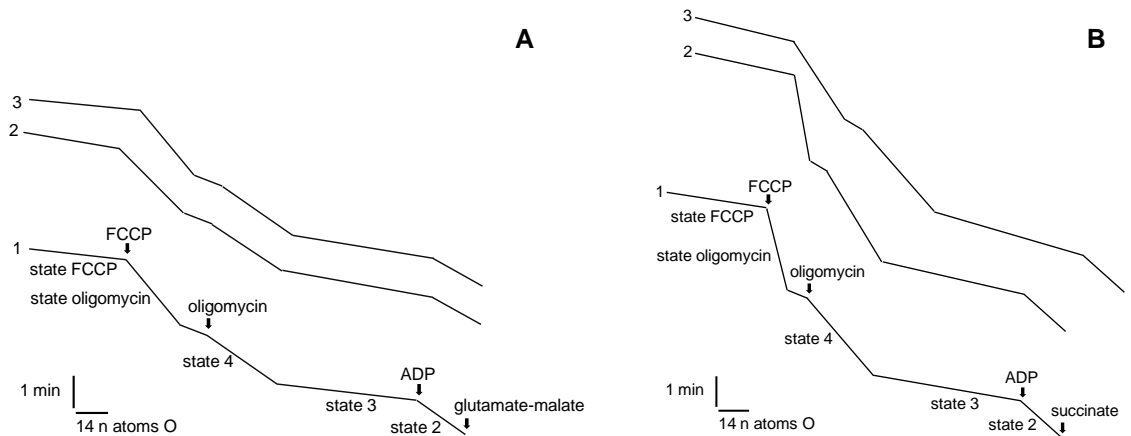 A
3
2
1
FCCP
state FCCP
state oligomycin
oligomycin
state 4
ADP
state 3
glutamate-malate
state 2
1 min
14 n atoms O
B
3
2
1
FCCP
state FCCP
state oligomycin
oligomycin
state 4
ADP
state 3
succinate
state 2
1 min
14 n atoms O